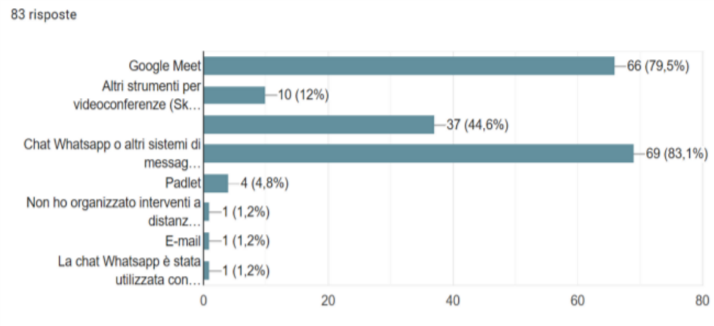 83 risposte
Google Meet
66 (79,5%)
Altri strumenti per
videoconferenze (Sk...
10 (12%)
37 (44,6%)
Chat Whatsapp o altri sistemi di
messag...
69 (83,1%)
Padlet
4 (4,8%)
Non ho organizzato interventi a
distanz...
1 (1,2%)
E-mail
1 (1,2%)
La chat Whatsapp è stata
utilizzata con...
1 (1,2%)
0 20 40 60 80